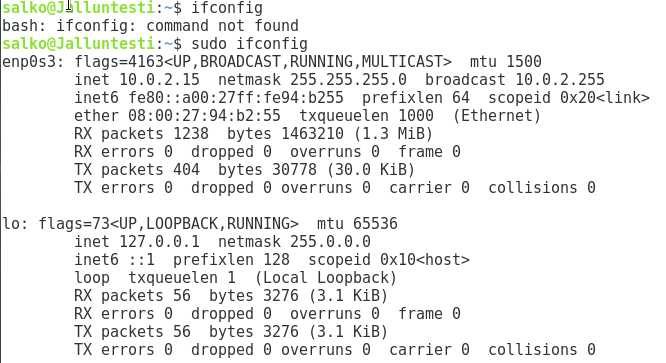 salko@Jalluntesti:~$ ifconfig
bash: ifconfig: command not found
salko@Jalluntesti:~$ sudo ifconfig
enp0s3: flags=4163<UP,BROADCAST,RUNNING,MULTICAST>  mtu 1500
        inet 10.0.2.15  netmask 255.255.255.0  broadcast 10.0.2.255
        inet6 fe80::a00:27ff:fe94:b255  prefixlen 64  scopeid 0x20<link>
        ether 08:00:27:94:b2:55  txqueuelen 1000  (Ethernet)
        RX packets 1238  bytes 1463210 (1.3 MiB)
        RX errors 0  dropped 0  overruns 0  frame 0
        TX packets 404  bytes 30778 (30.0 KiB)
        TX errors 0  dropped 0 overruns 0  carrier 0  collisions 0

lo: flags=73<UP,LOOPBACK,RUNNING>  mtu 65536
        inet 127.0.0.1  netmask 255.0.0.0
        inet6 ::1  prefixlen 128  scopeid 0x10<host>
        loop  txqueuelen 1  (Local Loopback)
        RX packets 56  bytes 3276 (3.1 KiB)
        RX errors 0  dropped 0  overruns 0  frame 0
        TX packets 56  bytes 3276 (3.1 KiB)
        TX errors 0  dropped 0 overruns 0  carrier 0  collisions 0